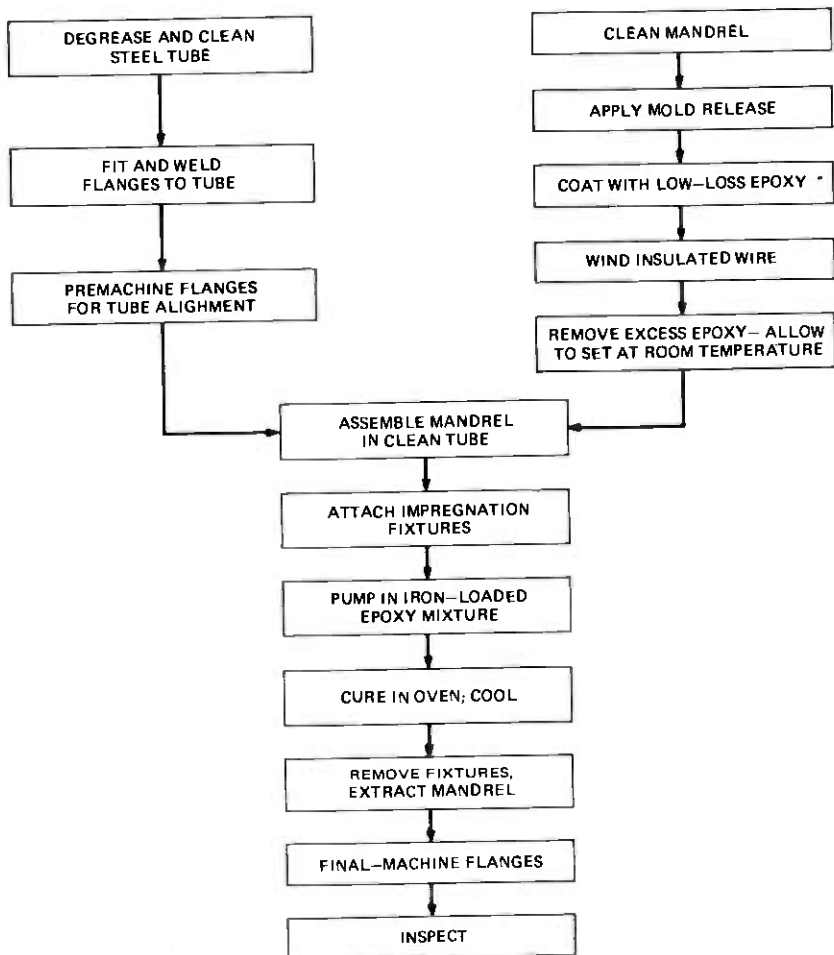 DEGREASE AND CLEAN
STEEL TUBE
FIT AND WELD
FLANGES TO TUBE
PREMACHINE FLANGES
FOR TUBE ALIGHMENT
CLEAN MANDREL
APPLY MOLD RELEASE
COAT WITH LOW–LOSS EPOXY
WIND INSULATED WIRE
REMOVE EXCESS EPOXY– ALLOW
TO SET AT ROOM TEMPERATURE
ASSEMBLE MANDREL
IN CLEAN TUBE
ATTACH IMPREGNATION
FIXTURES
PUMP IN IRON–LOADED
EPOXY MIXTURE
CURE IN OVEN; COOL
REMOVE FIXTURES,
EXTRACT MANDREL
FINAL–MACHINE FLANGES
INSPECT